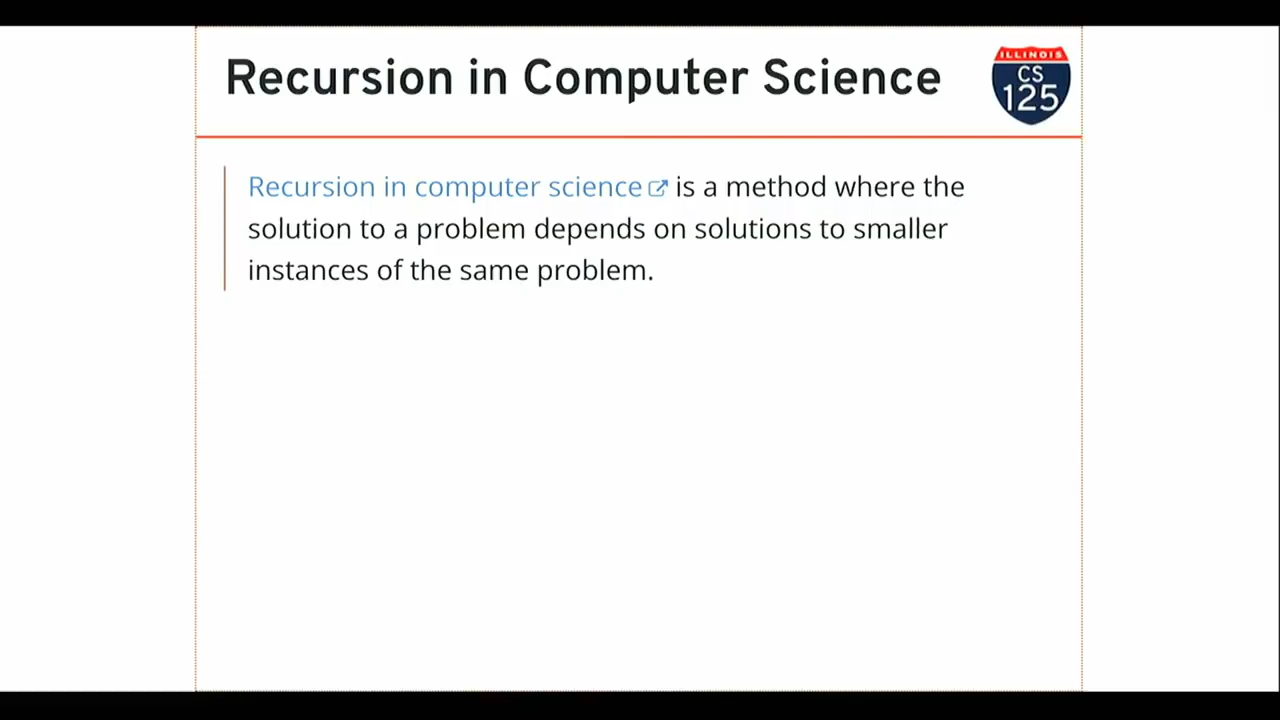 Recursion in Computer Science
ILLINOIS
CS
125
Recursion in computer science is a method where the
solution to a problem depends on solutions to smaller
instances of the same problem.